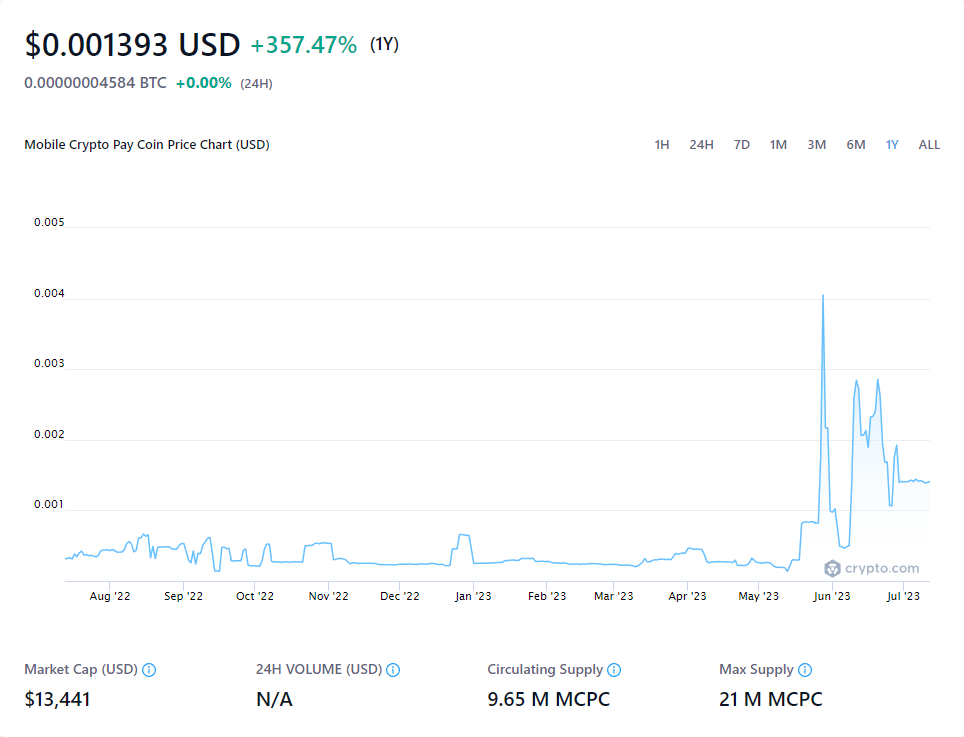 $0.001393 USD +357.47% (1Y)
0.00000004584 BTC +0.00% (24H)
Mobile Crypto Pay Coin Price Chart (USD) 1H 24H 7D 1M 3M 6M 1Y ALL
0.005
0.004
0.003
0.002
0.001
crypto.com
Aug '22 Sep '22 Oct '22 Nov '22 Dec '22 Jan '23 Feb '23 Mar '23 Apr '23 May '23 Jun '23 Jul '23
Market Cap (USD) 24H VOLUME (USD) Circulating Supply Max Supply
$13,441 N/A 9.65 M MCPC 21 M MCPC